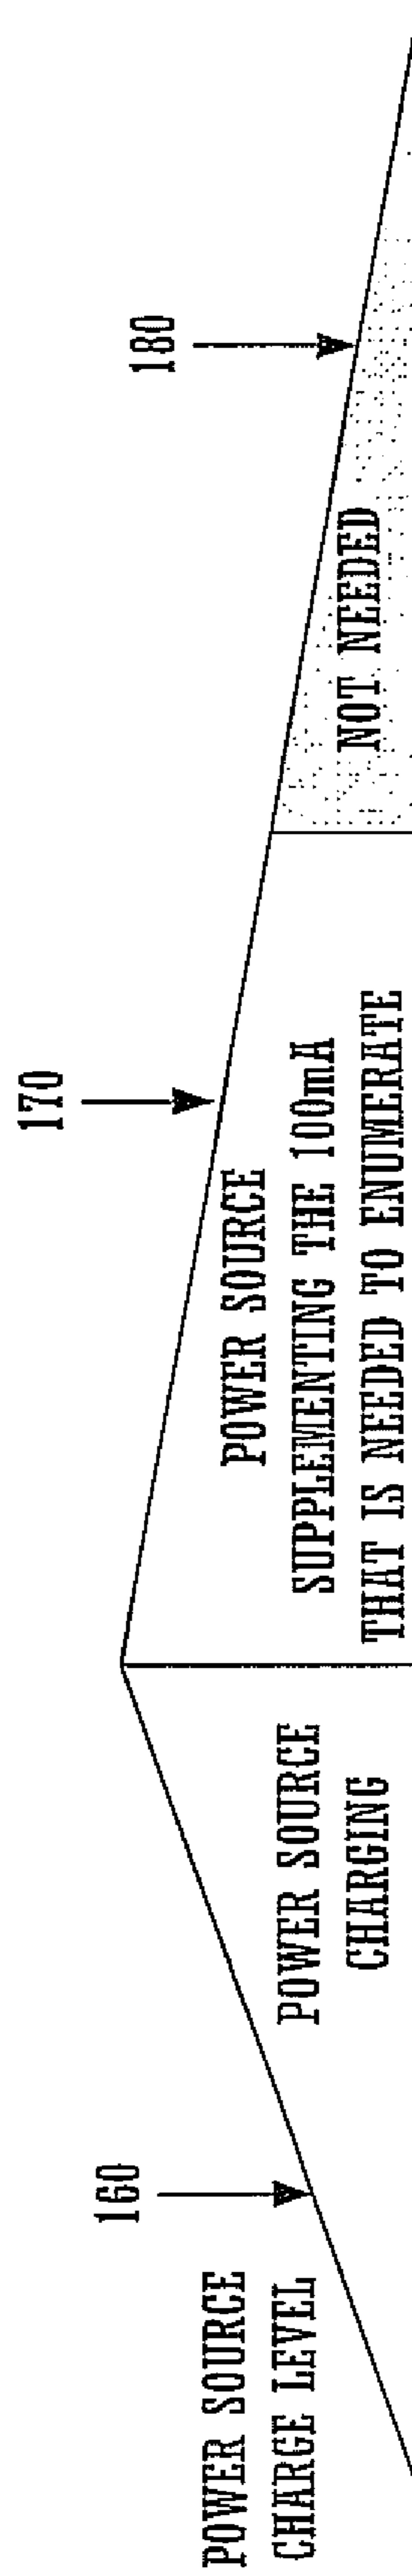 POWER SOURCE
CHARGE LEVEL
160
POWER SOURCE
CHARGING
170
POWER SOURCE
SUPPLEMENTING THE 100mA
THAT IS NEEDED TO ENUMERATE
180
NOT NEEDED